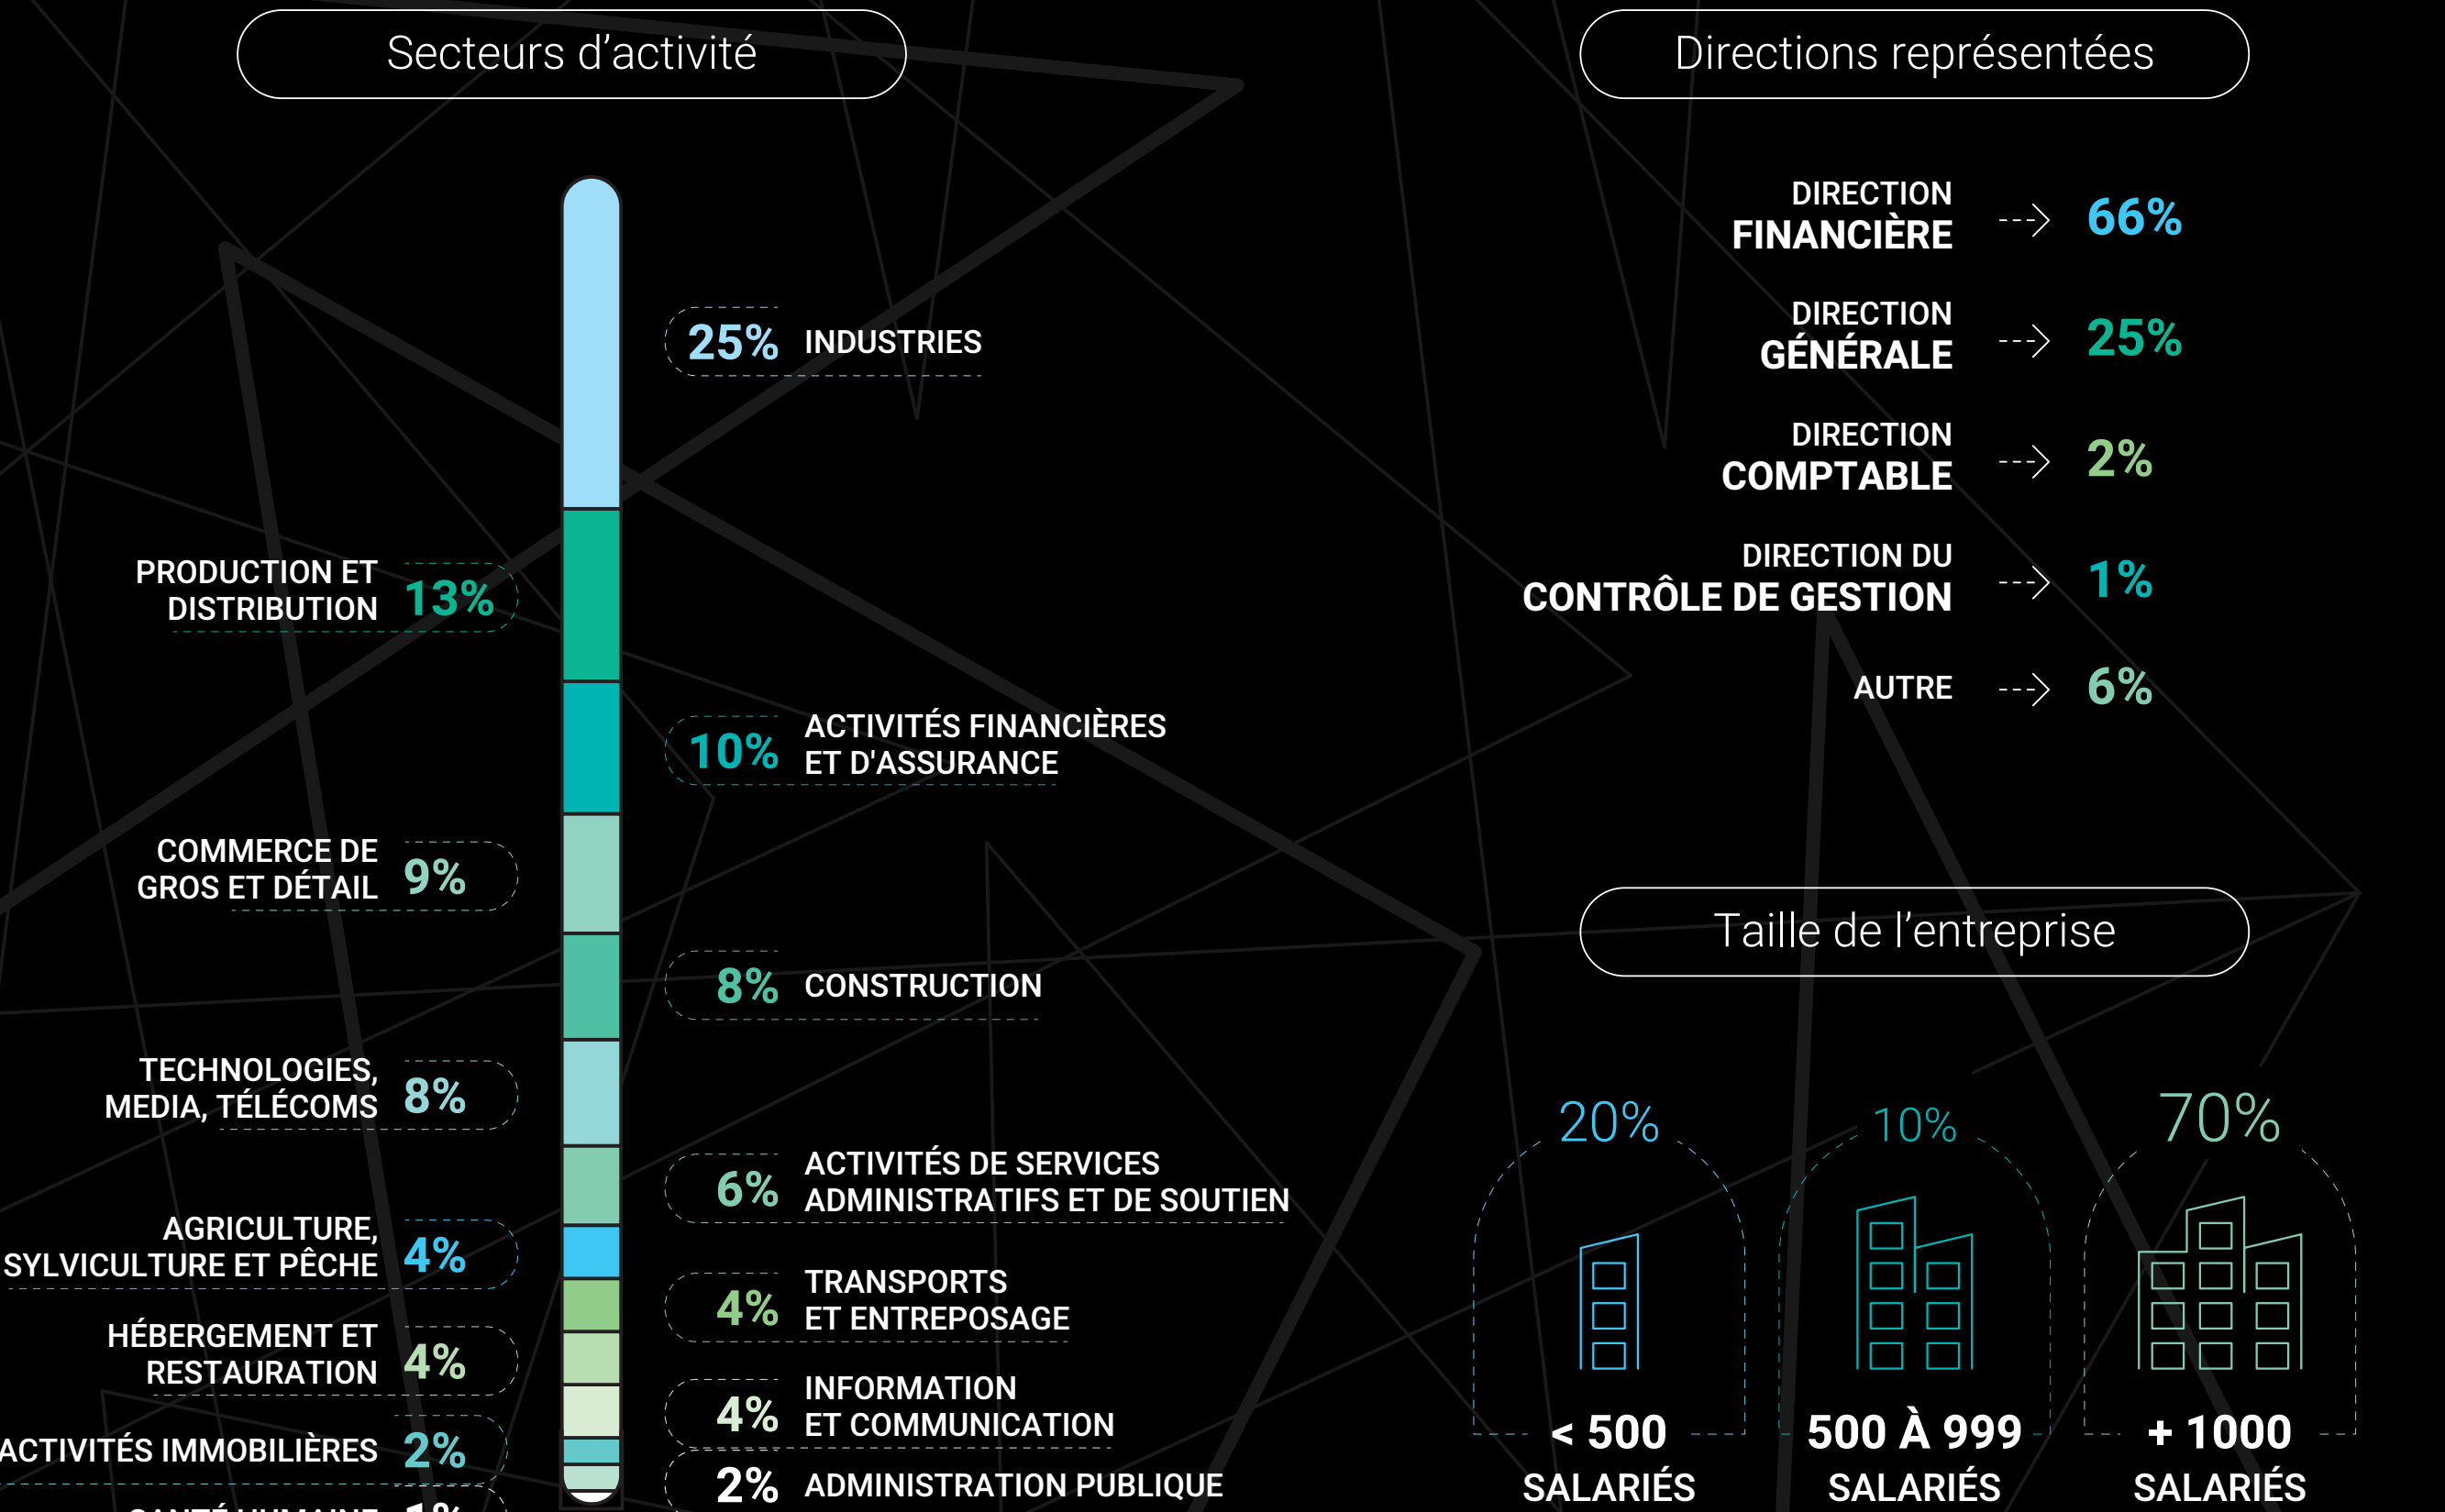 Secteurs d’activité
25% INDUSTRIES
PRODUCTION ET
DISTRIBUTION 13%
10% ACTIVITÉS FINANCIÈRES
ET D'ASSURANCE
COMMERCE DE
GROS ET DÉTAIL 9%
8% CONSTRUCTION
TECHNOLOGIES,
MEDIA, TÉLÉCOMS 8%
6% ACTIVITÉS DE SERVICES
ADMINISTRATIFS ET DE SOUTIEN
AGRICULTURE,
SYLVICULTURE ET PÊCHE 4%
4% TRANSPORTS
ET ENTREPOSAGE
HÉBERGEMENT ET
RESTAURATION 4%
4% INFORMATION
ET COMMUNICATION
ACTIVITÉS IMMOBILIÈRES 2%
2% ADMINISTRATION PUBLIQUE
SANTÉ HUMAINE 1%
Directions représentées
DIRECTION
FINANCIÈRE 66%
DIRECTION
GÉNÉRALE 25%
DIRECTION
COMPTABLE 2%
DIRECTION DU
CONTRÔLE DE GESTION 1%
AUTRE 6%
Taille de l’entreprise
20%
< 500
SALARIÉS
10%
500 À 999
SALARIÉS
70%
+ 1000
SALARIÉS